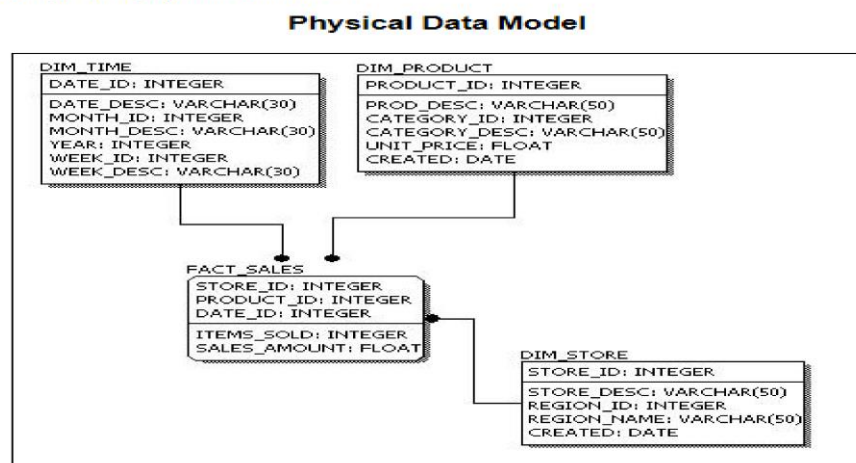 Physical Data Model
DIM_TIME
DATE_ID: INTEGER
DATE_DESC: VARCHAR(30)
MONTH_ID: INTEGER
MONTH_DESC: VARCHAR(30)
YEAR: INTEGER
WEEK_ID: INTEGER
WEEK_DESC: VARCHAR(30)
DIM_PRODUCT
PRODUCT_ID: INTEGER
PROD_DESC: VARCHAR(50)
CATEGORY_ID: INTEGER
CATEGORY_DESC: VARCHAR(50)
UNIT_PRICE: FLOAT
CREATED: DATE
FACT_SALES
STORE_ID: INTEGER
PRODUCT_ID: INTEGER
DATE_ID: INTEGER
ITEMS_SOLD: INTEGER
SALES_AMOUNT: FLOAT
DIM_STORE
STORE_ID: INTEGER
STORE_DESC: VARCHAR(50)
REGION_ID: INTEGER
REGION_NAME: VARCHAR(50)
CREATED: DATE